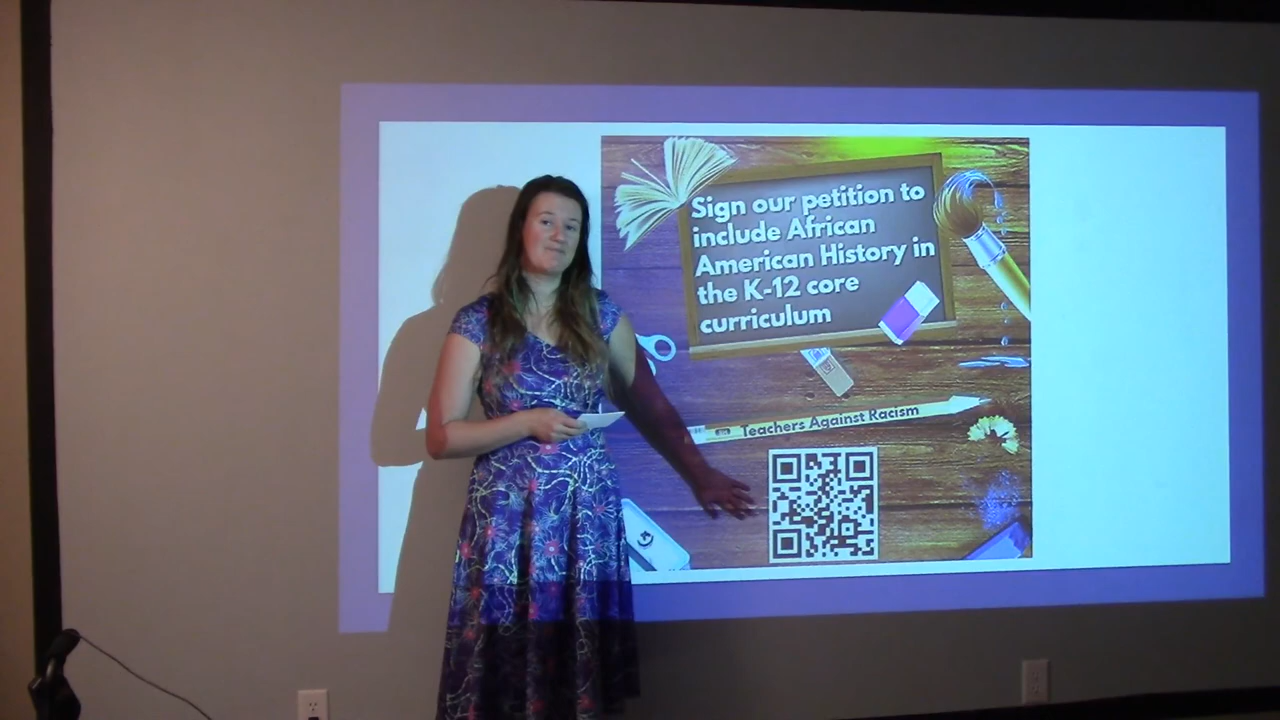 Sign our petition to
include African
American History in
the K-12 core
curriculum
Teachers Against Racism